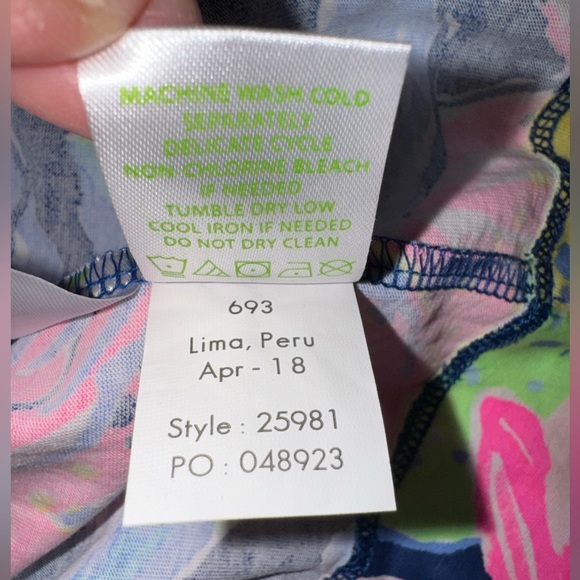 MACHINE WASH COLD
SEPARATELY
DELICATE CYCLE
NON-CHLORINE BLEACH
IF NEEDED
TUMBLE DRY LOW
COOL IRON IF NEEDED
DO NOT DRY CLEAN
693
Lima, Peru
Apr - 18
Style : 25981
PO : 048923